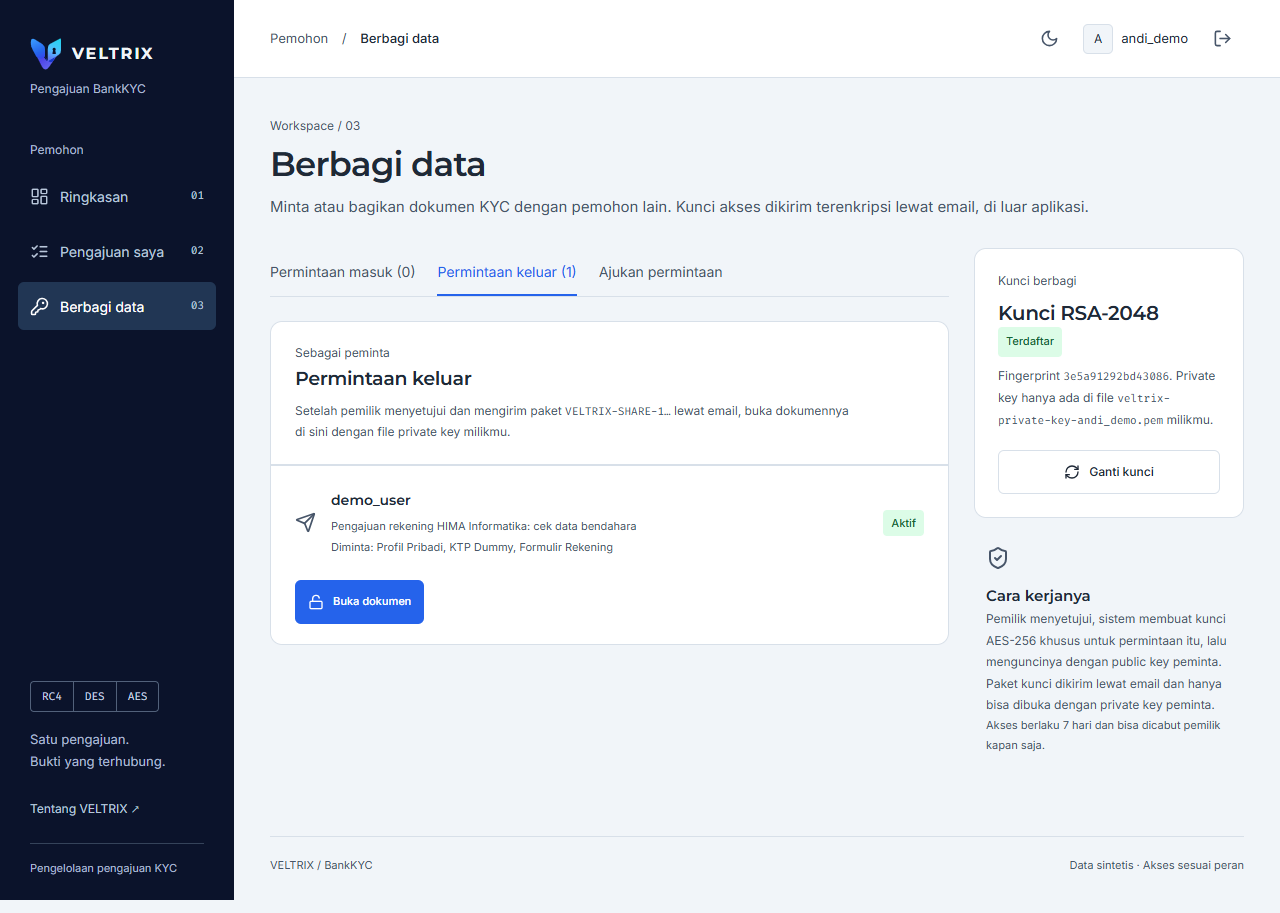 VELTRIX
Pengajuan BankKYC
Pemohon
Ringkasan 01
Pengajuan saya 02
Berbagi data 03
RC4 DES AES
Satu pengajuan.
Bukti yang terhubung.
Tentang VELTRIX ↗
Pengelolaan pengajuan KYC
Pemohon / Berbagi data
A andi_demo
Workspace / 03
Berbagi data
Minta atau bagikan dokumen KYC dengan pemohon lain. Kunci akses dikirim terenkripsi lewat email, di luar aplikasi.
Permintaan masuk (0) Permintaan keluar (1) Ajukan permintaan
Sebagai peminta
Permintaan keluar
Setelah pemilik menyetujui dan mengirim paket VELTRIX-SHARE-1… lewat email, buka dokumennya
di sini dengan file private key milikmu.
demo_user
Pengajuan rekening HIMA Informatika: cek data bendahara
Diminta: Profil Pribadi, KTP Dummy, Formulir Rekening
Aktif
Buka dokumen
Kunci berbagi
Kunci RSA-2048
Terdaftar
Fingerprint 3e5a91292bd43086. Private
key hanya ada di file veltrix-
private-key-andi_demo.pem milikmu.
Ganti kunci
Cara kerjanya
Pemilik menyetujui, sistem membuat kunci
AES-256 khusus untuk permintaan itu, lalu
menguncinya dengan public key peminta.
Paket kunci dikirim lewat email dan hanya
bisa dibuka dengan private key peminta.
Akses berlaku 7 hari dan bisa dicabut pemilik
kapan saja.
VELTRIX / BankKYC
Data sintetis · Akses sesuai peran